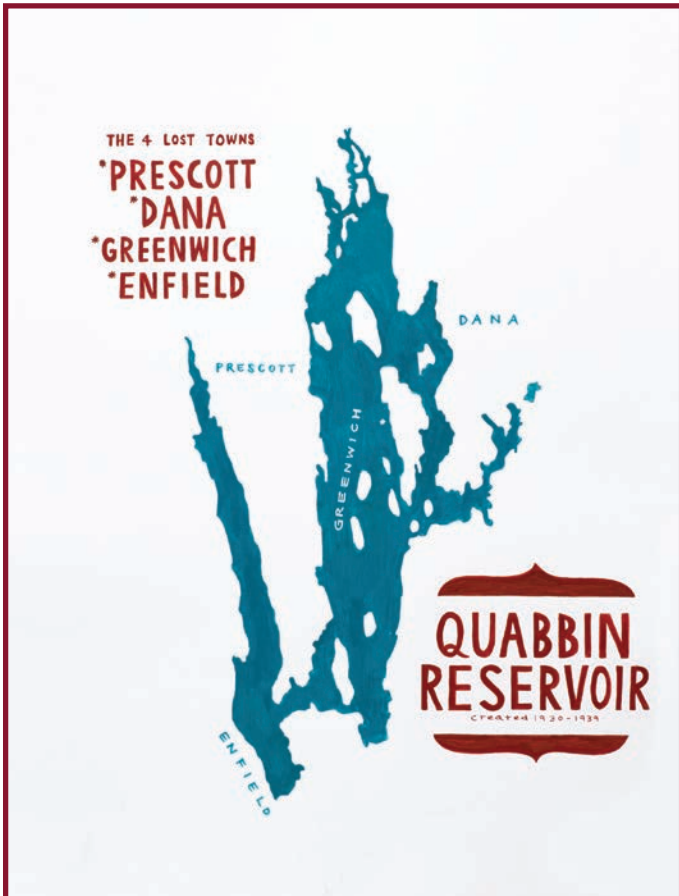 THE 4 LOST TOWNS
*PRESCOTT
*DANA
*GREENWICH
*ENFIELD
DANA
PRESCOTT
GREENWICH
QUABBIN
RESERVOIR
created 1930-1939
ENFIELD